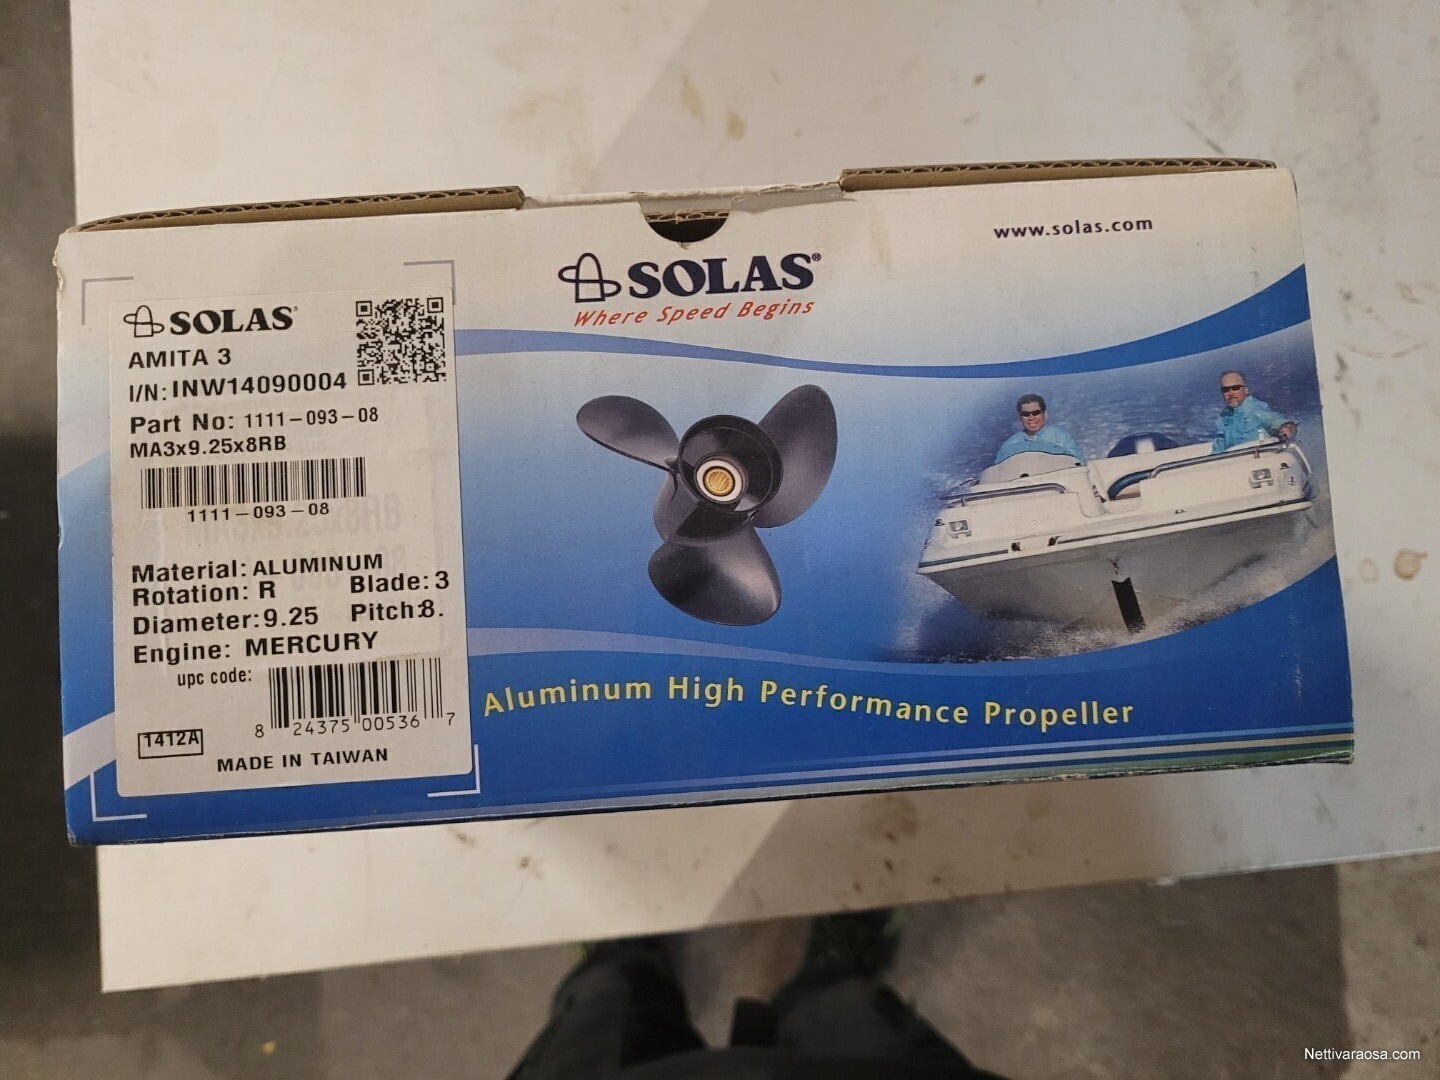 www.solas.com
SOLAS®
Where Speed Begins
SOLAS
AMITA 3
I/N: INW14090004
Part No: 1111-093-08
MA3x9.25x8RB
1111-093-08
Material: ALUMINUM
Rotation: R Blade: 3
Diameter: 9.25 Pitch: 8.
Engine: MERCURY
upc code:
8 24375 00536 7
1412A
MADE IN TAIWAN
Aluminum High Performance Propeller
Nettivaraosa.com